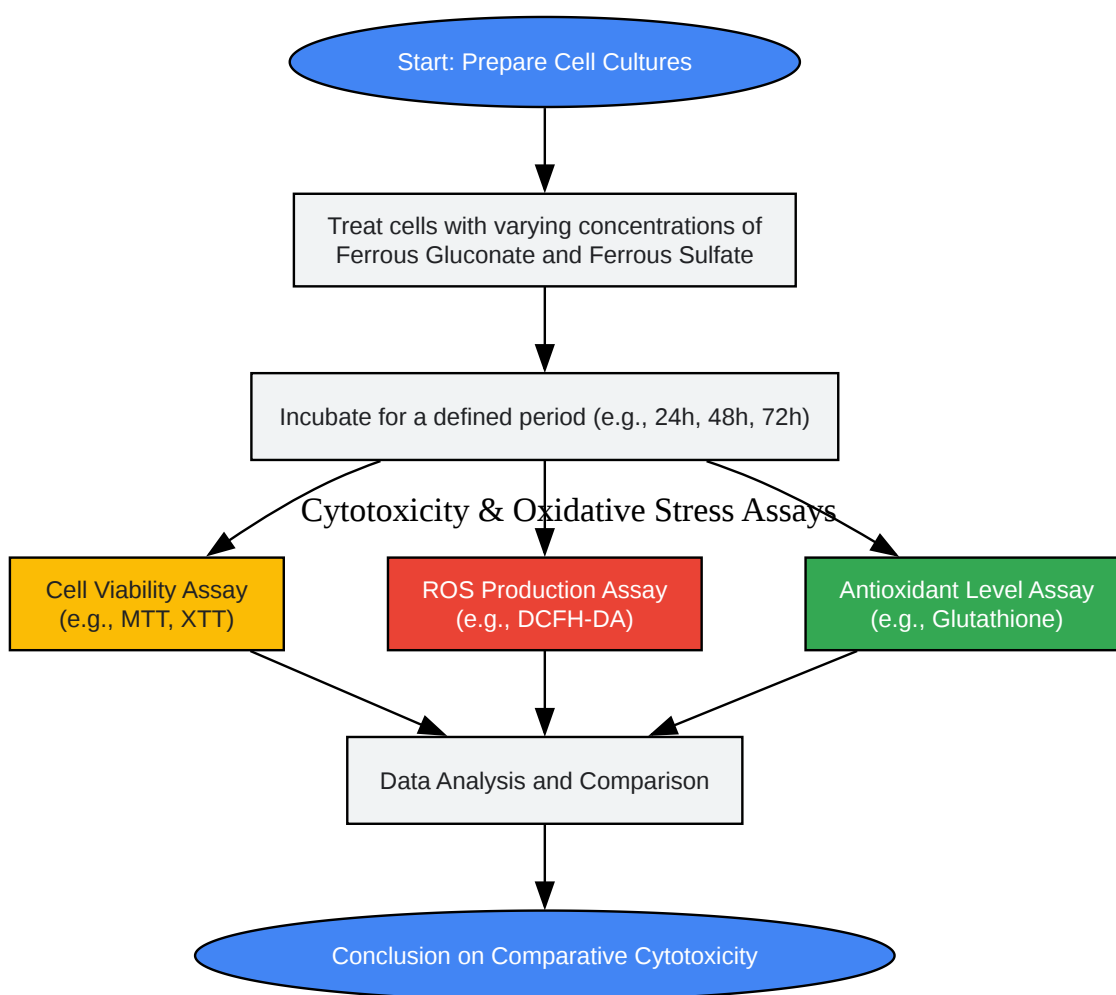 Start: Prepare Cell Cultures
Treat cells with varying concentrations of
Ferrous Gluconate and Ferrous Sulfate
Incubate for a defined period (e.g., 24h, 48h, 72h)
Cytotoxicity & Oxidative Stress Assays
Cell Viability Assay
(e.g., MTT, XTT)
ROS Production Assay
(e.g., DCFH-DA)
Antioxidant Level Assay
(e.g., Glutathione)
Data Analysis and Comparison
Conclusion on Comparative Cytotoxicity